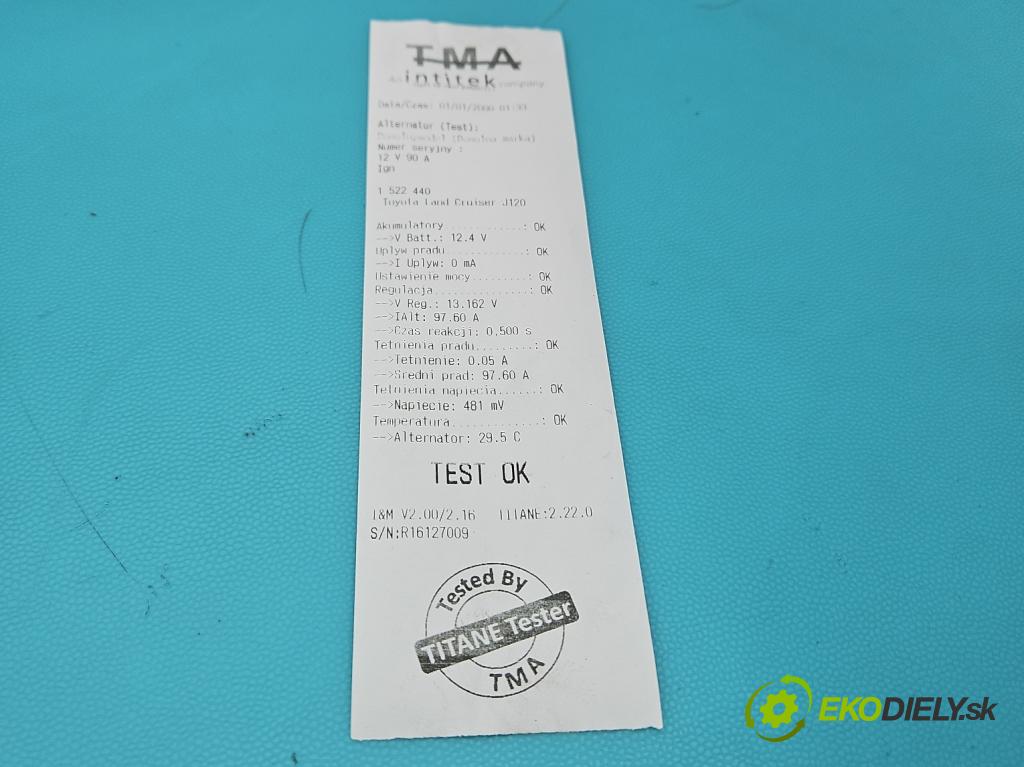 TMA
intitek
company
Data/Czas: 01/01/2000 01:33
Alternator (Test):
(Dowolna marka)
Numer seryjny :
12 V 90 A
Ign
1 522 440
Toyota Land Cruiser J120
Akumulatory...........: OK
-->V Batt.: 12.4 V
Uplyw pradu...........: OK
-->I Uplyw: 0 mA
Ustawienie mocy.......: OK
Regulacja.............: OK
-->V Reg.: 13.162 V
-->IAlt: 97.60 A
-->Czas reakcji: 0,500 s
Tetnienia pradu.........: OK
-->Tetnienie: 0.05 A
-->Sredni prad: 97.60 A
Tetnienia napiecia......: OK
-->Napiecie: 481 mV
Temperatura.............: OK
-->Alternator: 29.5 C
TEST OK
I&M V2.00/2.16 TITANE:2.22.0
S/N:R16127009
Tested By
TITANE Tester
TMA
EKODIELY.sk